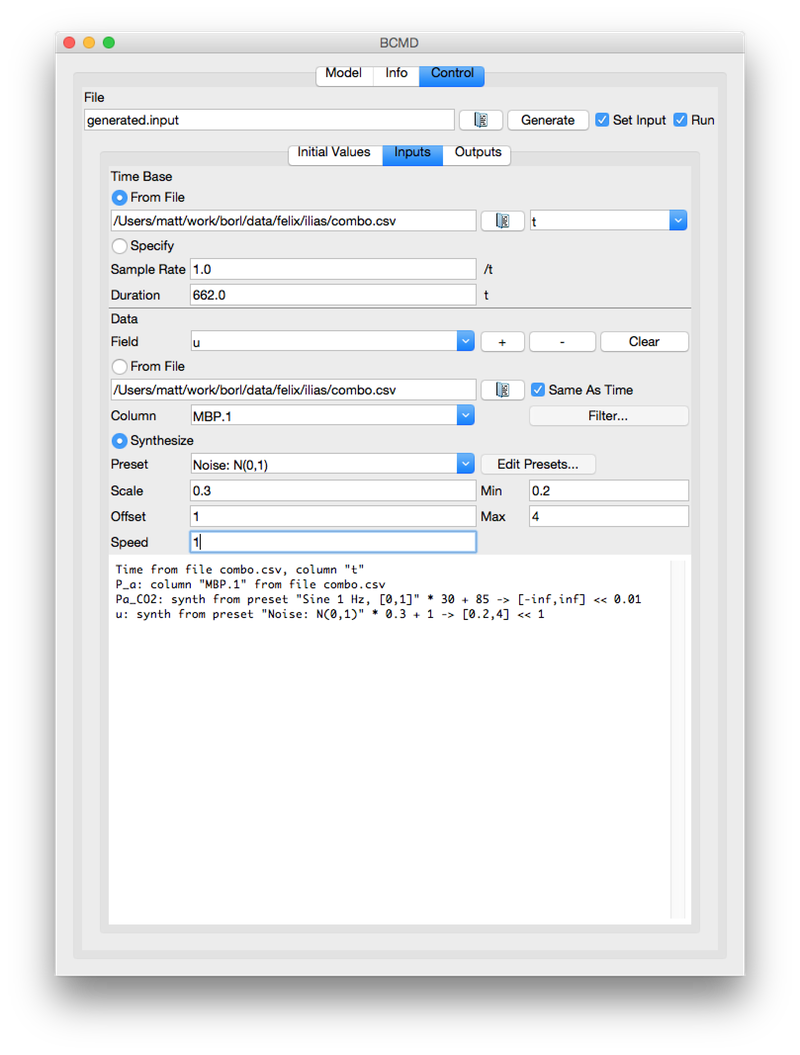 BCMD
Model Info Control
File
generated.input Generate Set Input Run
Initial Values Inputs Outputs
Time Base
From File
/Users/matt/work/borl/data/felix/ilias/combo.csv t
Specify
Sample Rate 1.0 /t
Duration 662.0 t
Data
Field u + - Clear
From File
/Users/matt/work/borl/data/felix/ilias/combo.csv Same As Time
Column MBP.1 Filter...
Synthesize
Preset Noise: N(0,1) Edit Presets...
Scale 0.3 Min 0.2
Offset 1 Max 4
Speed 1
Time from file combo.csv, column "t"
P_a: column "MBP.1" from file combo.csv
Pa_CO2: synth from preset "Sine 1 Hz, [0,1]" * 30 + 85 -> [-inf,inf] << 0.01
u: synth from preset "Noise: N(0,1)" * 0.3 + 1 -> [0.2,4] << 1